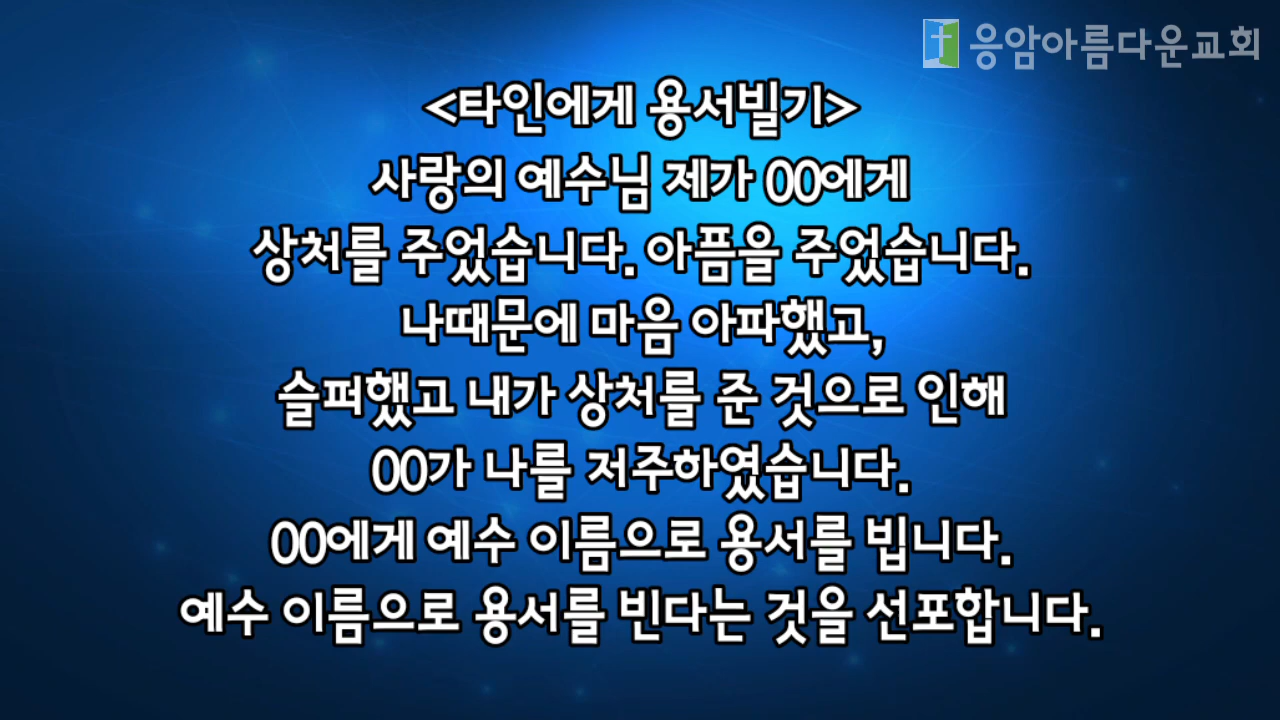 응암아름다운교회
<타인에게 용서빌기>
사랑의 예수님 제가 00에게
상처를 주었습니다. 아픔을 주었습니다.
나때문에 마음 아파했고,
슬퍼했고 내가 상처를 준 것으로 인해
00가 나를 저주하였습니다.
00에게 예수 이름으로 용서를 빕니다.
예수 이름으로 용서를 빈다는 것을 선포합니다.